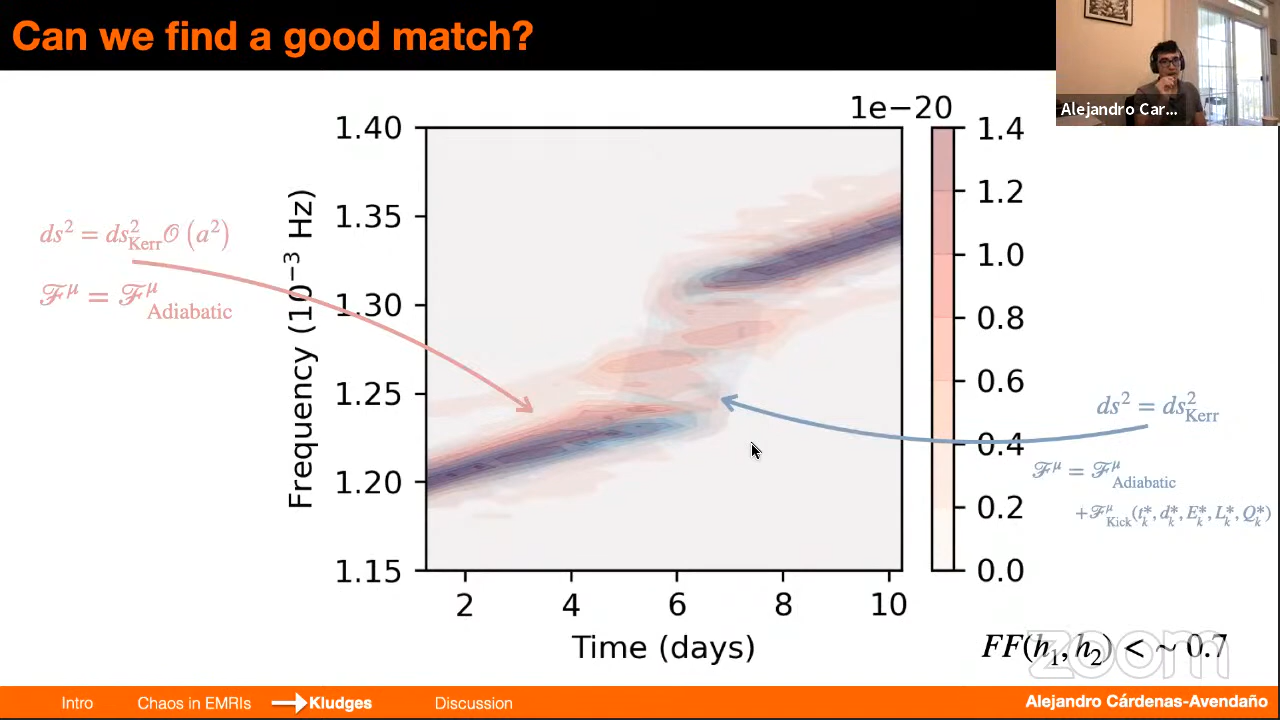 Can we find a good match?
Alejandro Car...
1e−20
1.40
1.35
1.30
1.25
1.20
1.15
Frequency (10⁻³ Hz)
2 4 6 8 10
Time (days)
1.4
1.2
1.0
0.8
0.6
0.4
0.2
0.0
ds² = ds²_Kerr 𝒪 (a²)
ℱ^μ = ℱ^μ_Adiabatic
ds² = ds²_Kerr
ℱ^μ = ℱ^μ_Adiabatic
+ℱ^μ_Kick(t*_k, d*_k, E*_k, L*_k, Q*_k)
FF(h₁, h₂) < ~ 0.7
zoom
Intro Chaos in EMRIs Kludges Discussion Alejandro Cárdenas-Avendaño